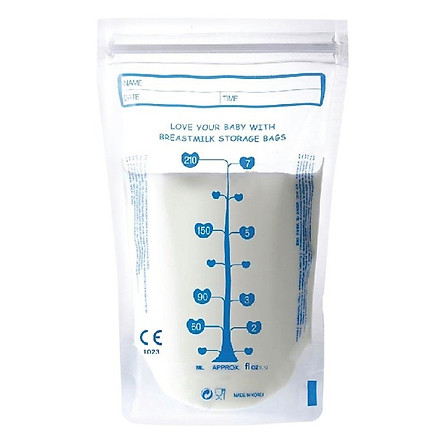 NAME
DATE TIME
LOVE YOUR BABY WITH
BREASTMILK STORAGE BAGS
210 7
150 5
90 3
60 2
CE
1023
ML APPROX. fl oz
MADE IN KOREA